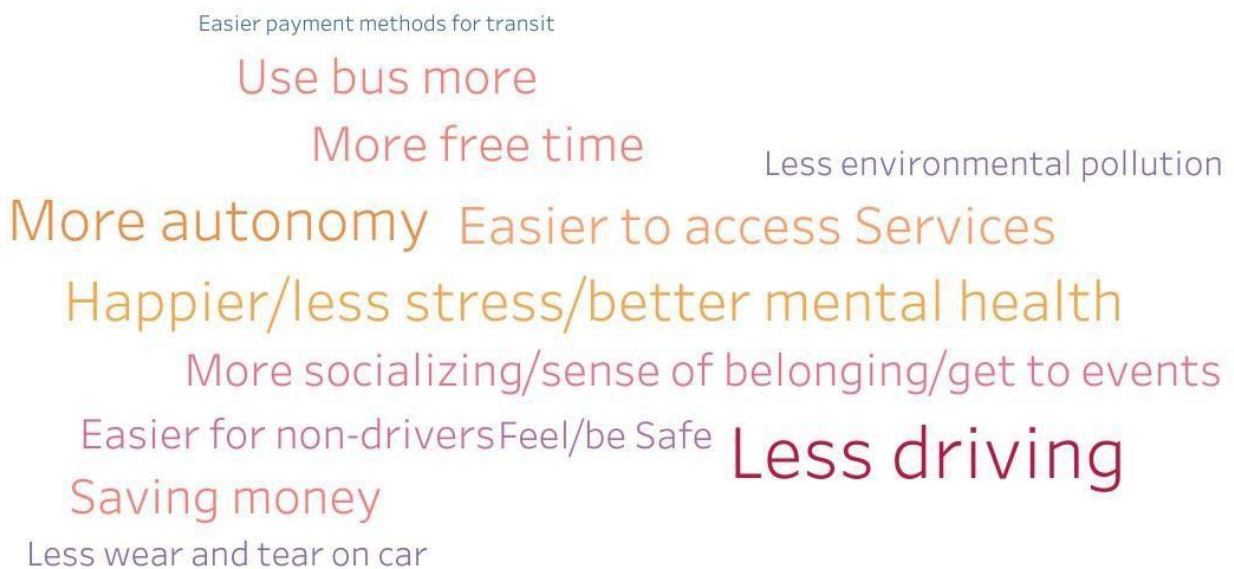 Easier payment methods for transit
Use bus more
More free time
Less environmental pollution
More autonomy
Easier to access Services
Happier/less stress/better mental health
More socializing/sense of belonging/get to events
Easier for non-drivers
Feel/be Safe
Less driving
Saving money
Less wear and tear on car